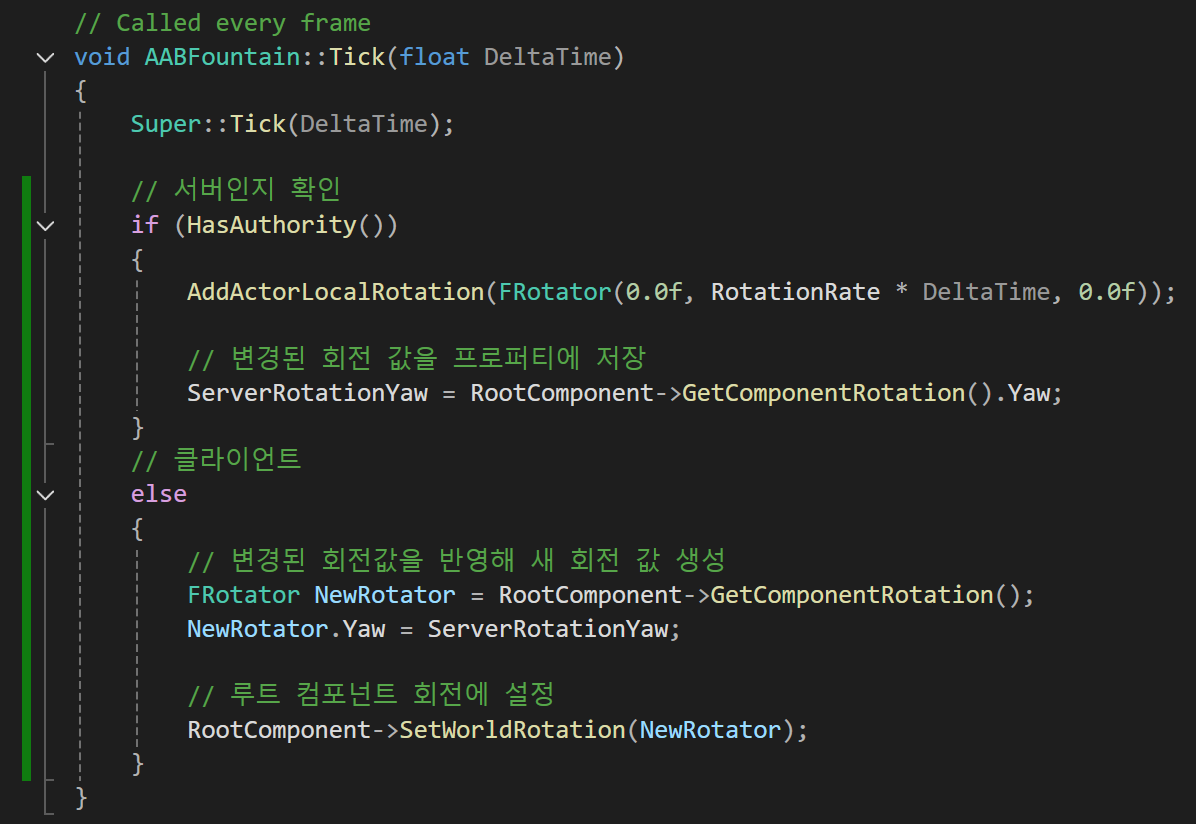 // Called every frame
void AABFountain::Tick(float DeltaTime)
{
    Super::Tick(DeltaTime);
    // 서버인지 확인
    if (HasAuthority())
    {
        AddActorLocalRotation(FRotator(0.0f, RotationRate * DeltaTime, 0.0f));
        // 변경된 회전 값을 프로퍼티에 저장
        ServerRotationYaw = RootComponent->GetComponentRotation().Yaw;
    }
    // 클라이언트
    else
    {
        // 변경된 회전값을 반영해 새 회전 값 생성
        FRotator NewRotator = RootComponent->GetComponentRotation();
        NewRotator.Yaw = ServerRotationYaw;
        // 루트 컴포넌트 회전에 설정
        RootComponent->SetWorldRotation(NewRotator);
    }
}